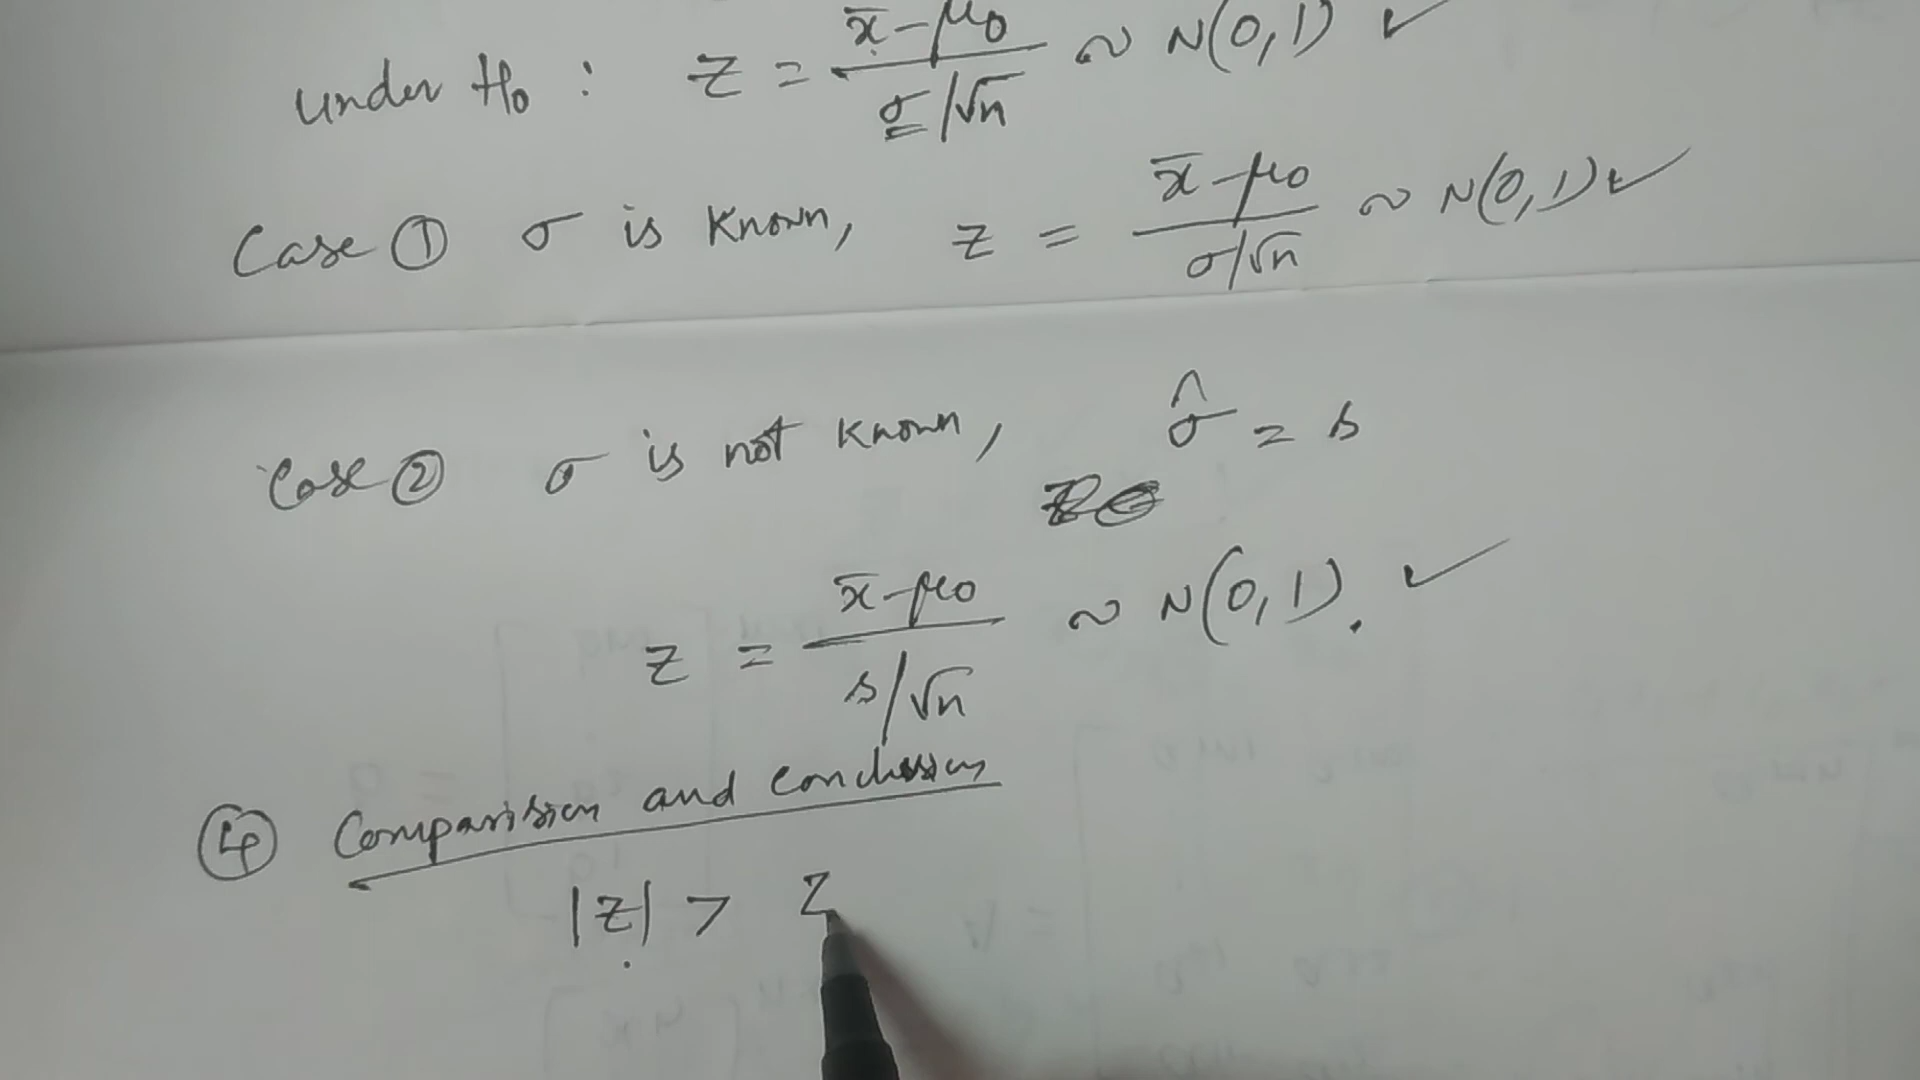 under H₀ : Z = (x̄ - μ₀) / (σ/√n) ~ N(0,1) ✓
Case ① σ is known, Z = (x̄ - μ₀) / (σ/√n) ~ N(0,1) ✓
Case ② σ is not known, σ̂ = s
Z = (x̄ - μ₀) / (s/√n) ~ N(0,1). ✓
④ Comparision and conclusion
|Z| > Z